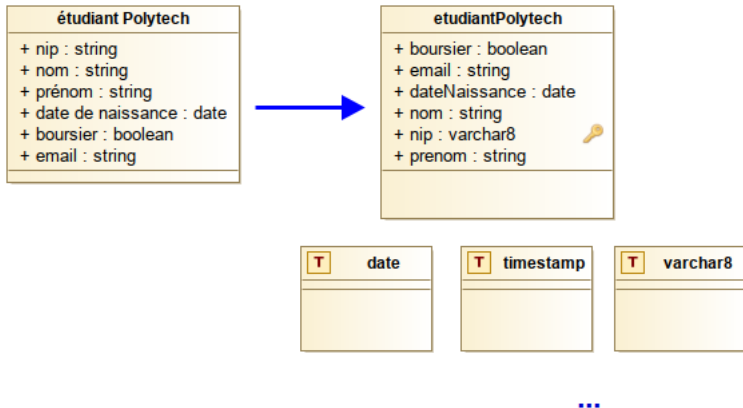 étudiant Polytech
+ nip : string
+ nom : string
+ prénom : string
+ date de naissance : date
+ boursier : boolean
+ email : string
etudiantPolytech
+ boursier : boolean
+ email : string
+ dateNaissance : date
+ nom : string
+ nip : varchar8
+ prenom : string
T date
T timestamp
T varchar8
...